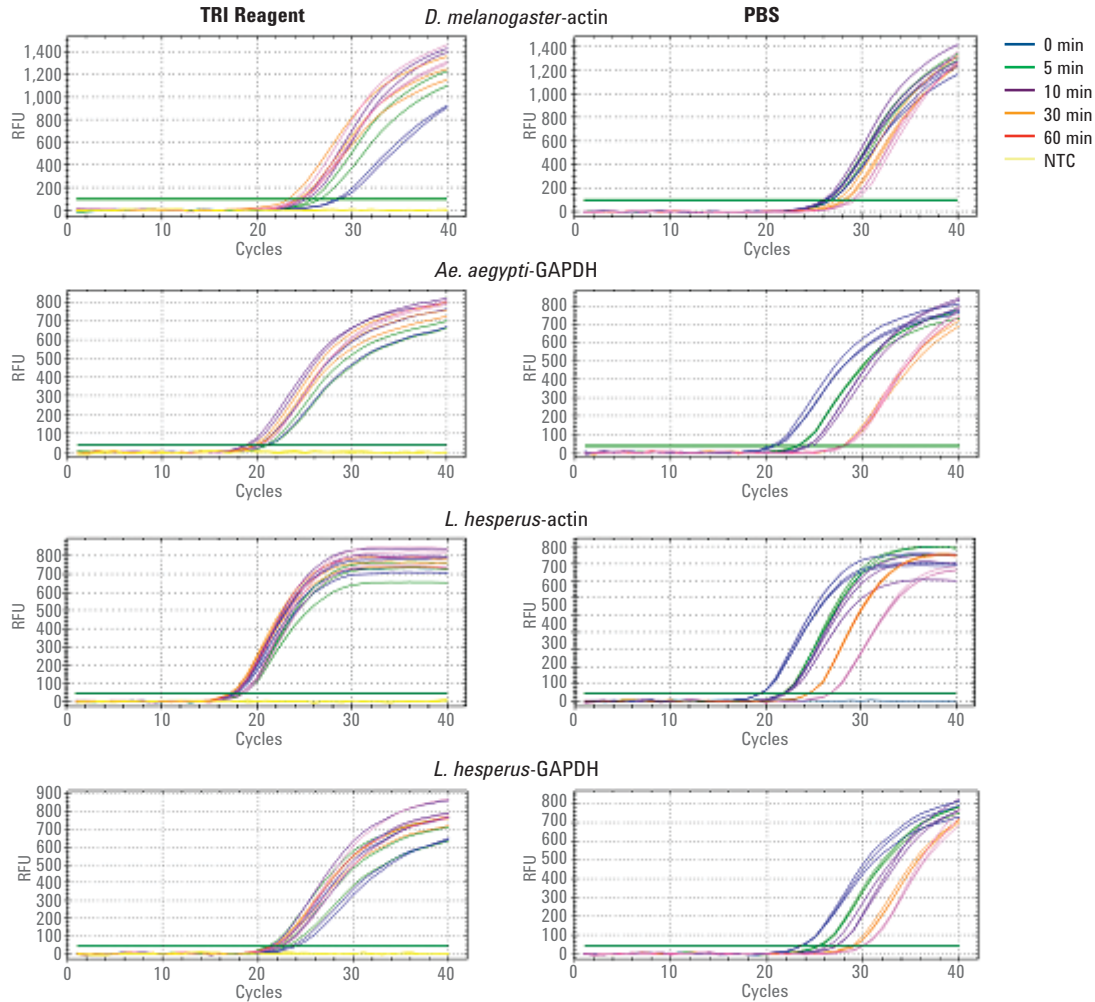 TRI Reagent
D. melanogaster-actin
PBS
1,400
1,200
1,000
800
600
400
200
0
RFU
0 10 20 30 40
Cycles
1,400
1,200
1,000
800
600
400
200
0
RFU
0 10 20 30 40
Cycles
0 min
5 min
10 min
30 min
60 min
NTC
Ae. aegypti-GAPDH
800
700
600
500
400
300
200
100
0
RFU
0 10 20 30 40
Cycles
800
700
600
500
400
300
200
100
0
RFU
0 10 20 30 40
Cycles
L. hesperus-actin
800
700
600
500
400
300
200
100
0
RFU
0 10 20 30 40
Cycles
800
700
600
500
400
300
200
100
0
RFU
0 10 20 30 40
Cycles
L. hesperus-GAPDH
900
800
700
600
500
400
300
200
100
0
RFU
0 10 20 30 40
Cycles
800
700
600
500
400
300
200
100
0
RFU
0 10 20 30 40
Cycles